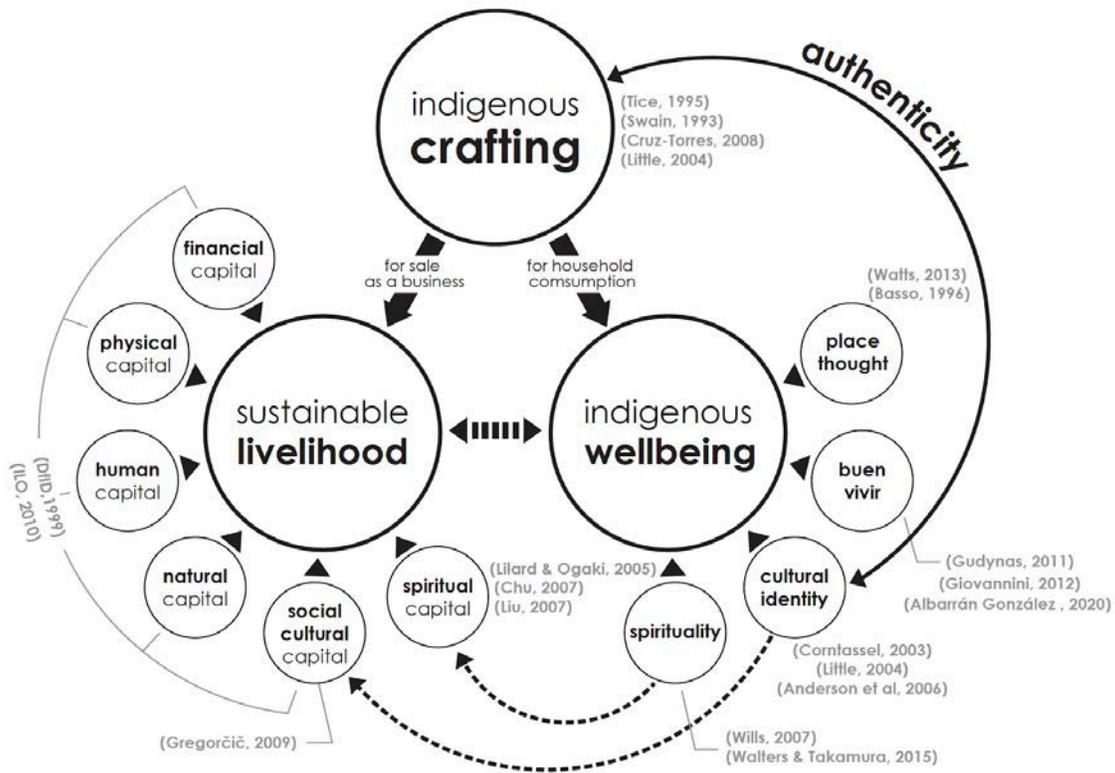 authenticity
indigenous
crafting
(Tice, 1995)
(Swain, 1993)
(Cruz-Torres, 2008)
(Little, 2004)
for sale
as a business
for household
comsumption
financial
capital
physical
capital
human
capital
natural
capital
social
cultural
capital
spiritual
capital
(DfID,1999)
(ILO, 2010)
sustainable
livelihood
indigenous
wellbeing
(Watts, 2013)
(Basso, 1996)
place
thought
buen
vivir
cultural
identity
spirituality
(Lilard & Ogaki, 2005)
(Chu, 2007)
(Liu, 2007)
(Gudynas, 2011)
(Giovannini, 2012)
(Albarrán González , 2020)
(Corntassel, 2003)
(Little, 2004)
(Anderson et al, 2006)
(Gregorčič, 2009)
(Wills, 2007)
(Walters & Takamura, 2015)